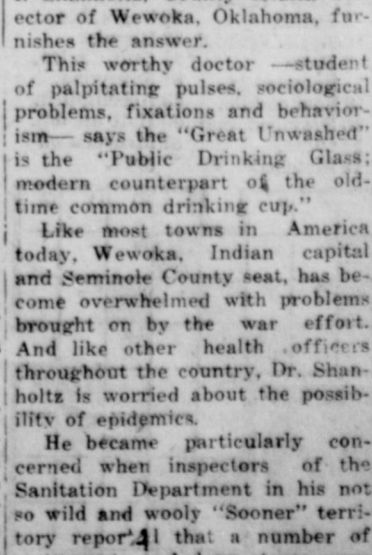 ector of Wewoka, Oklahoma, fur-
nishes the answer.
This worthy doctor —student
of palpitating pulses, sociological
problems, fixations and behavior-
ism— says the "Great Unwashed"
is the "Public Drinking Glass;
modern counterpart of the old-
time common drinking cup."
Like most towns in America
today, Wewoka, Indian capital
and Seminole County seat, has be-
come overwhelmed with problems
brought on by the war effort.
And like other health officers
throughout the country, Dr. Shan-
holtz is worried about the possib-
ility of epidemics.
He became particularly con-
cerned when inspectors of the
Sanitation Department in his not
so wild and wooly "Sooner" terri-
tory that a number of